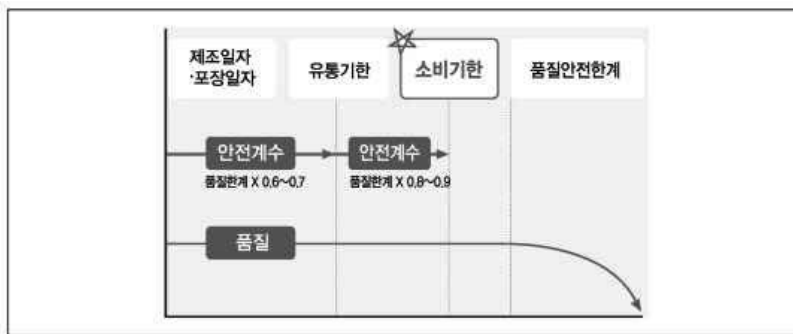 제조일자
·포장일자
유통기한
소비기한
품질안전한계
안전계수
안전계수
품질한계 X 0.6~0.7
품질한계 X 0.8~0.9
품질